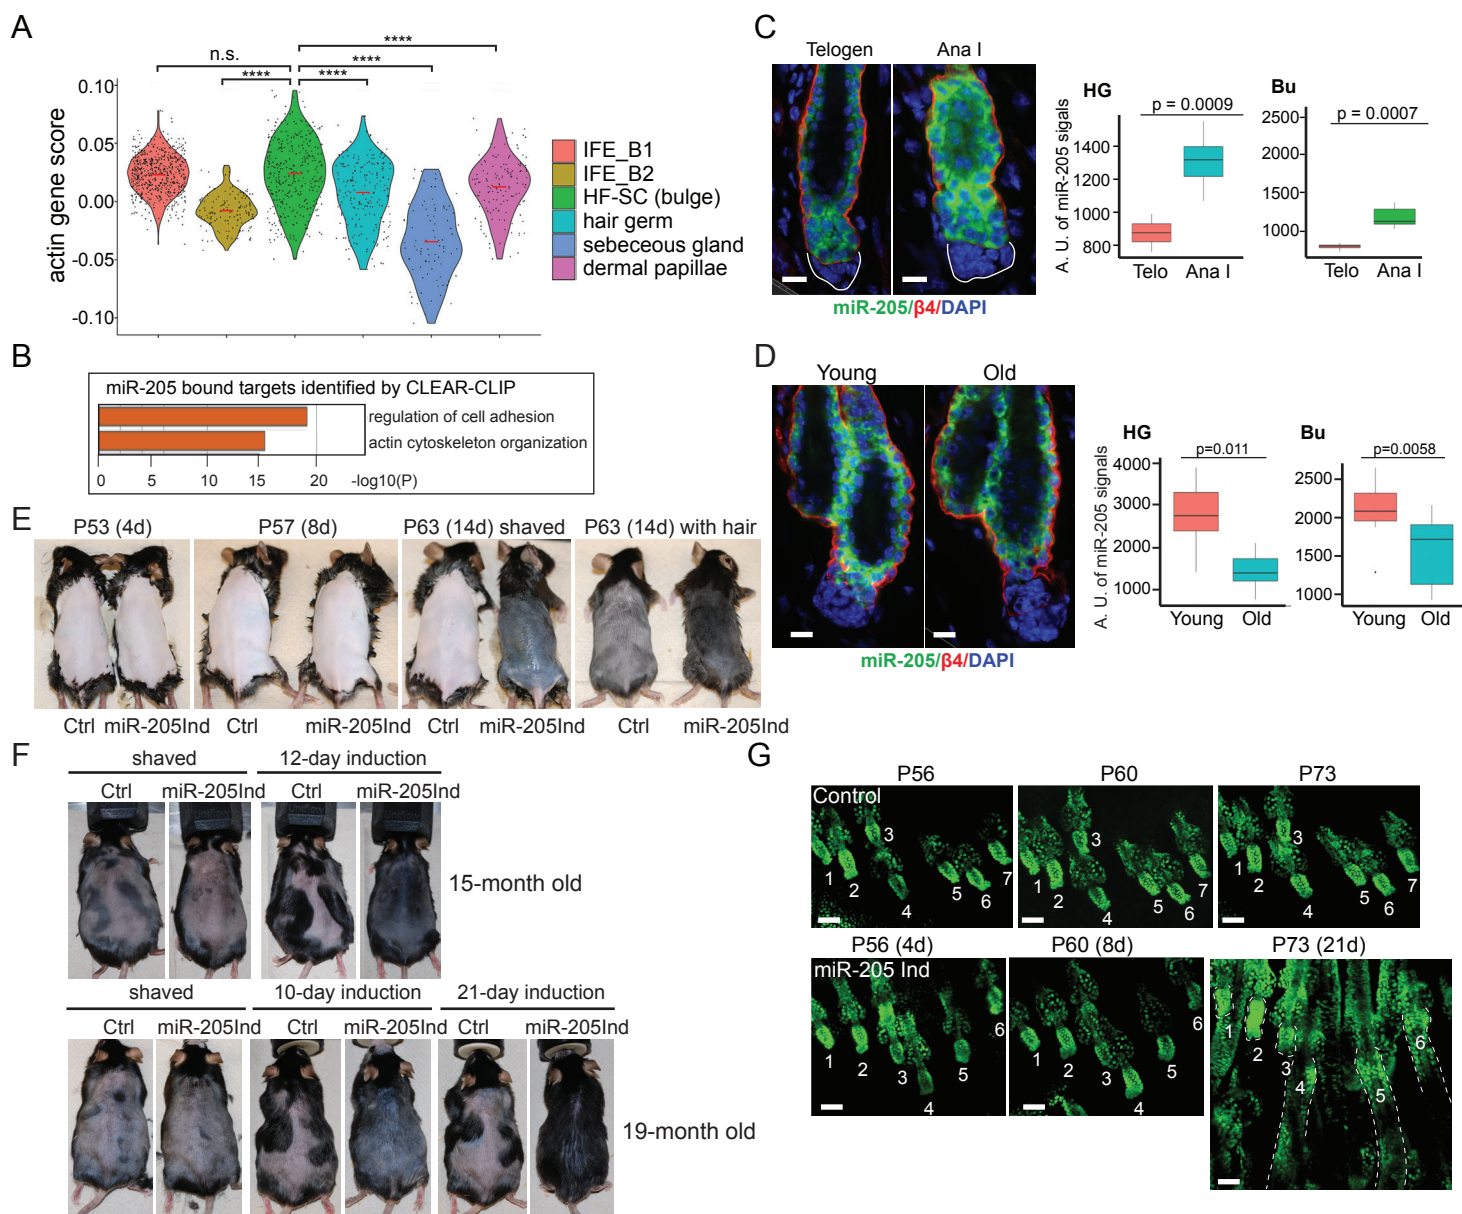 A
n.s.
****
****
****
****
****
actin gene score
0.10
0.05
0.00
-0.05
-0.10
IFE_B1
IFE_B2
HF-SC (bulge)
hair germ
sebeceous gland
dermal papillae
B
miR-205 bound targets identified by CLEAR-CLIP
regulation of cell adhesion
actin cytoskeleton organization
0 5 10 15 20 -log10(P)
C
Telogen Ana I
miR-205/β4/DAPI
HG
p = 0.0009
A. U. of miR-205 sigals
1400
1200
1000
800
Telo Ana I
Bu
p = 0.0007
2500
2000
1000
Telo Ana I
D
Young Old
miR-205/β4/DAPI
HG
p=0.011
A. U. of miR-205 signals
4000
3000
2000
1000
Young Old
Bu
p=0.0058
2500
2000
1500
1000
Young Old
E
P53 (4d) P57 (8d) P63 (14d) shaved P63 (14d) with hair
Ctrl miR-205Ind Ctrl miR-205Ind Ctrl miR-205Ind Ctrl miR-205Ind
F
shaved 12-day induction
Ctrl miR-205Ind Ctrl miR-205Ind
15-month old
shaved 10-day induction 21-day induction
Ctrl miR-205Ind Ctrl miR-205Ind Ctrl miR-205Ind
19-month old
G
P56 P60 P73
Control
1 2 3 4 5 6 7
1 2 3 4 5 6 7
1 2 3 4 5 6 7
P56 (4d) P60 (8d) P73 (21d)
miR-205 Ind
1 2 3 4 5 6
1 2 3 4 5 6
1 2 3 4 5 6